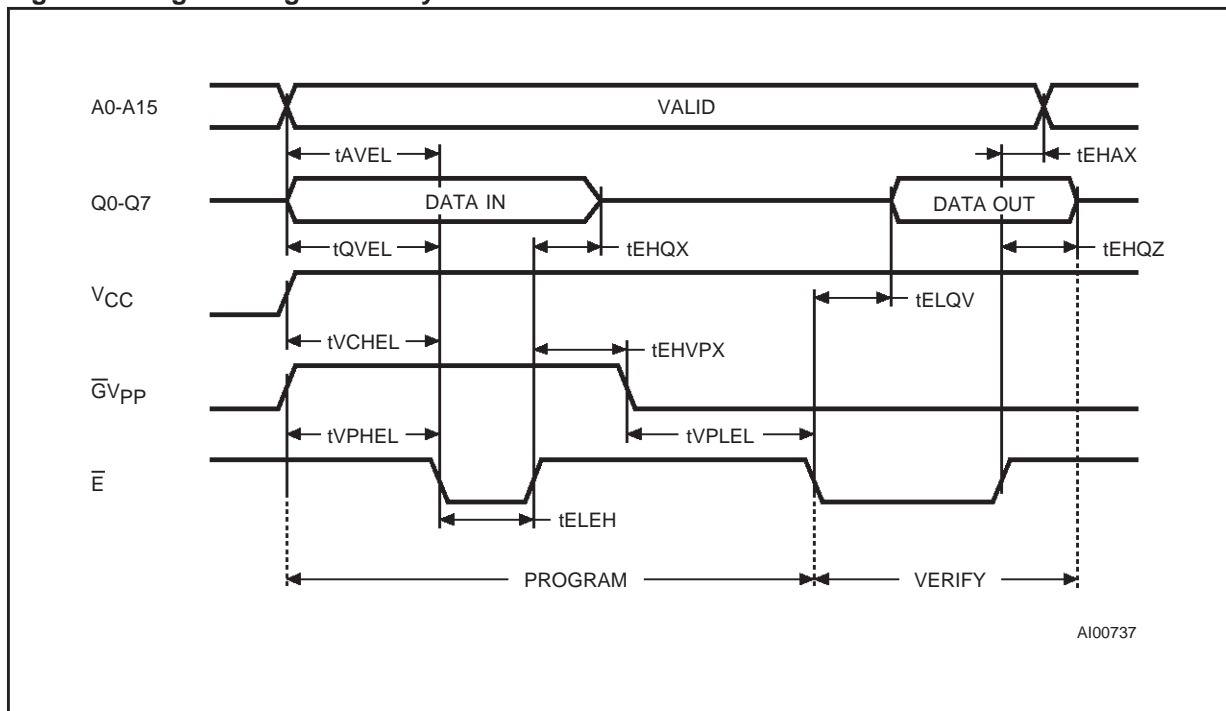 A0-A15
VALID
tAVEL
tEHAX
Q0-Q7
DATA IN
DATA OUT
tQVEL
tEHQX
tEHQZ
VCC
tELQV
tVCHEL
tEHVPX
G̅VPP
tVPHEL
tVPLEL
E̅
tELEH
PROGRAM
VERIFY
AI00737